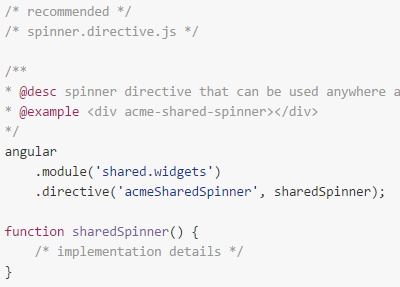 /* recommended */
/* spinner.directive.js */
/**
* @desc spinner directive that can be used anywhere a
* @example <div acme-shared-spinner></div>
*/
angular
    .module('shared.widgets')
    .directive('acmeSharedSpinner', sharedSpinner);
function sharedSpinner() {
    /* implementation details */
}